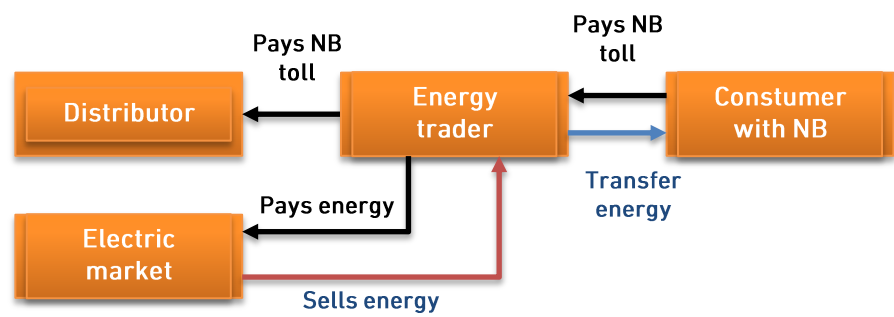 Pays NB
toll
Pays NB
toll
Distributor
Energy
trader
Constumer
with NB
Transfer
energy
Pays energy
Electric
market
Sells energy